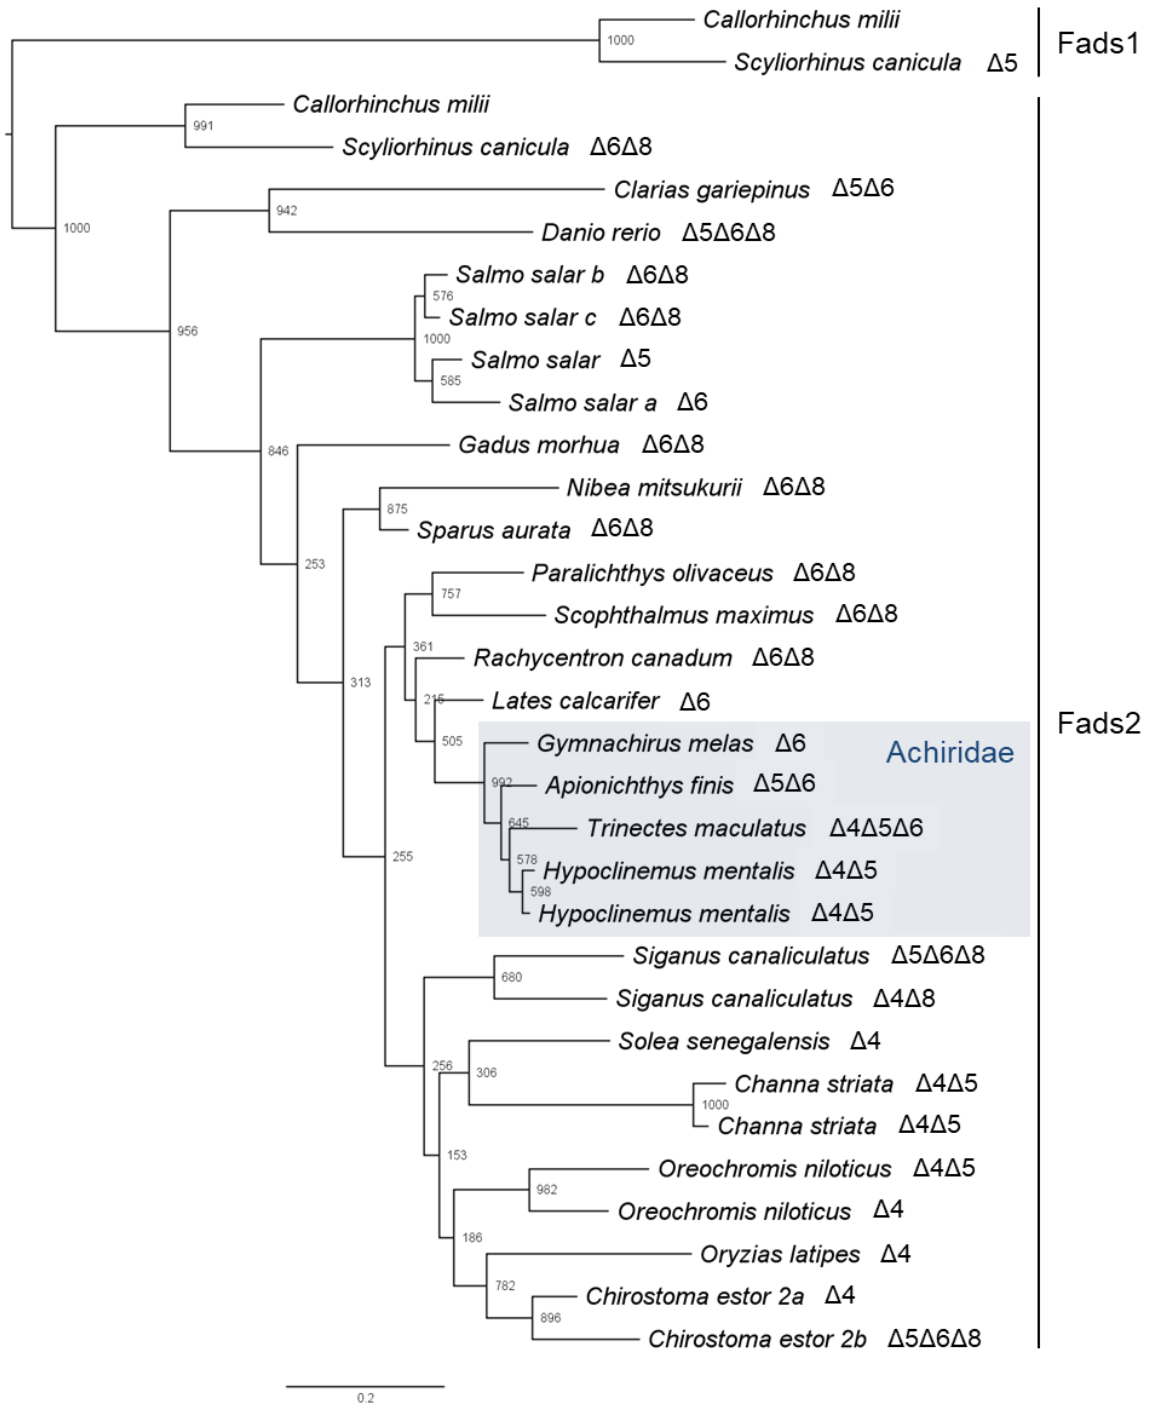 Callorhinchus milii
1000
Fads1
Scyliorhinus canicula Δ5
Callorhinchus milii
991
Scyliorhinus canicula Δ6Δ8
Clarias gariepinus Δ5Δ6
942
1000
Danio rerio Δ5Δ6Δ8
Salmo salar b Δ6Δ8
576
Salmo salar c Δ6Δ8
956
1000
Salmo salar Δ5
585
Salmo salar a Δ6
846
Gadus morhua Δ6Δ8
Nibea mitsukurii Δ6Δ8
875
Sparus aurata Δ6Δ8
253
Paralichthys olivaceus Δ6Δ8
757
Scophthalmus maximus Δ6Δ8
361
Rachycentron canadum Δ6Δ8
313
215
Lates calcarifer Δ6
Fads2
505
Gymnachirus melas Δ6
Achiridae
992
Apionichthys finis Δ5Δ6
645
Trinectes maculatus Δ4Δ5Δ6
255
578
Hypoclinemus mentalis Δ4Δ5
598
Hypoclinemus mentalis Δ4Δ5
Siganus canaliculatus Δ5Δ6Δ8
680
Siganus canaliculatus Δ4Δ8
Solea senegalensis Δ4
256
306
Channa striata Δ4Δ5
1000
Channa striata Δ4Δ5
153
Oreochromis niloticus Δ4Δ5
982
Oreochromis niloticus Δ4
186
Oryzias latipes Δ4
782
Chirostoma estor 2a Δ4
896
Chirostoma estor 2b Δ5Δ6Δ8
0.2